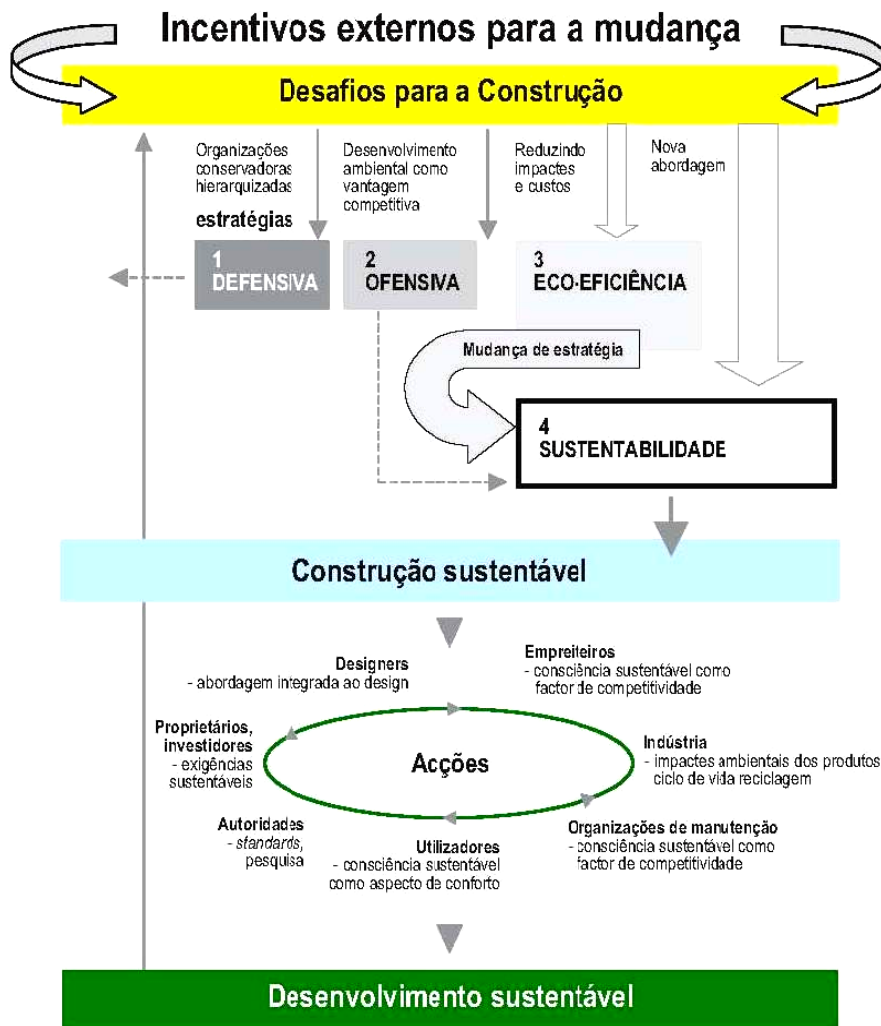 Incentivos externos para a mudança
Desafios para a Construção
Organizações
conservadoras
hierarquizadas
Desenvolvimento
ambiental como
vantagem
competitiva
Reduzindo
impactes
e custos
Nova
abordagem
estratégias
1
DEFENSIVA
2
OFENSIVA
3
ECO-EFICIÊNCIA
Mudança de estratégia
4
SUSTENTABILIDADE
Construção sustentável
Designers
- abordagem integrada ao design
Empreiteiros
- consciência sustentável como
factor de competitividade
Proprietários,
investidores
- exigências
sustentáveis
Acções
Indústria
- impactes ambientais dos produtos
ciclo de vida reciclagem
Autoridades
- standards,
pesquisa
Utilizadores
- consciência sustentável
como aspecto de conforto
Organizações de manutenção
- consciência sustentável como
factor de competitividade
Desenvolvimento sustentável